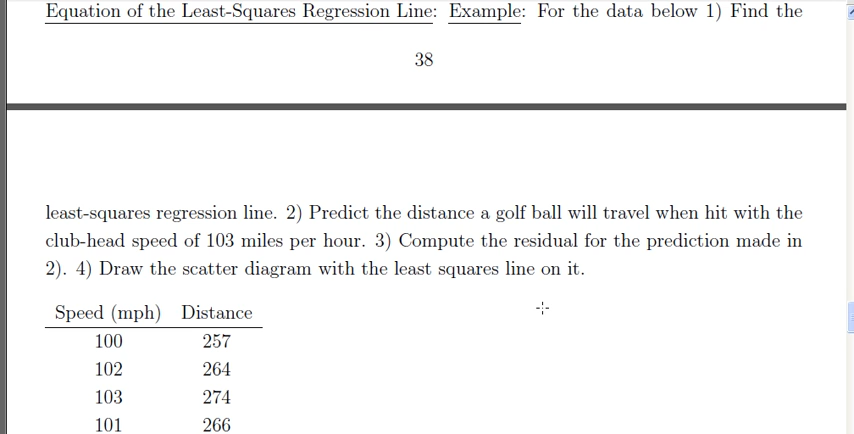 Equation of the Least-Squares Regression Line: Example: For the data below 1) Find the
38
least-squares regression line. 2) Predict the distance a golf ball will travel when hit with the
club-head speed of 103 miles per hour. 3) Compute the residual for the prediction made in
2). 4) Draw the scatter diagram with the least squares line on it.
Speed (mph) Distance
100 257
102 264
103 274
101 266